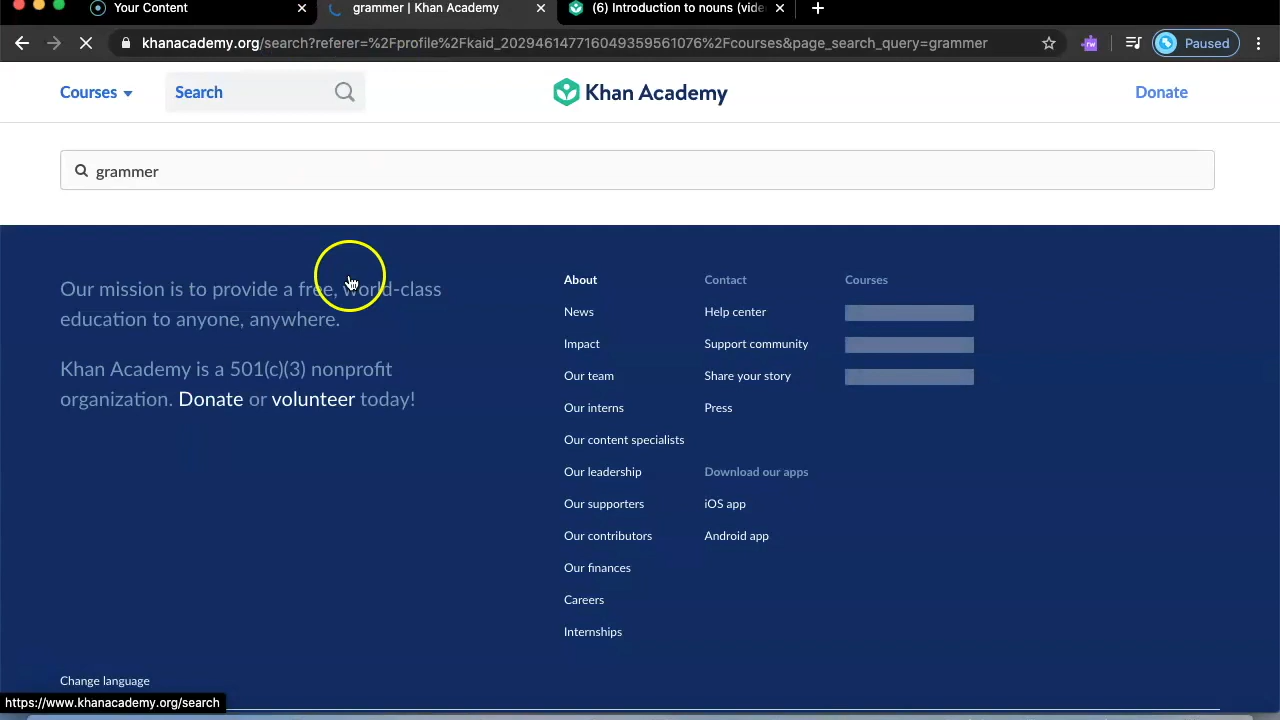 Your Content
grammer | Khan Academy
(6) Introduction to nouns (vide
khanacademy.org/search?referer=%2Fprofile%2Fkaid_202946147716049359561076%2Fcourses&page_search_query=grammer
Paused
Courses
Search
Khan Academy
Donate
grammer
Our mission is to provide a free, world-class
education to anyone, anywhere.
Khan Academy is a 501(c)(3) nonprofit
organization. Donate or volunteer today!
About
News
Impact
Our team
Our interns
Our content specialists
Our leadership
Our supporters
Our contributors
Our finances
Careers
Internships
Contact
Help center
Support community
Share your story
Press
Download our apps
iOS app
Android app
Courses
Change language
https://www.khanacademy.org/search